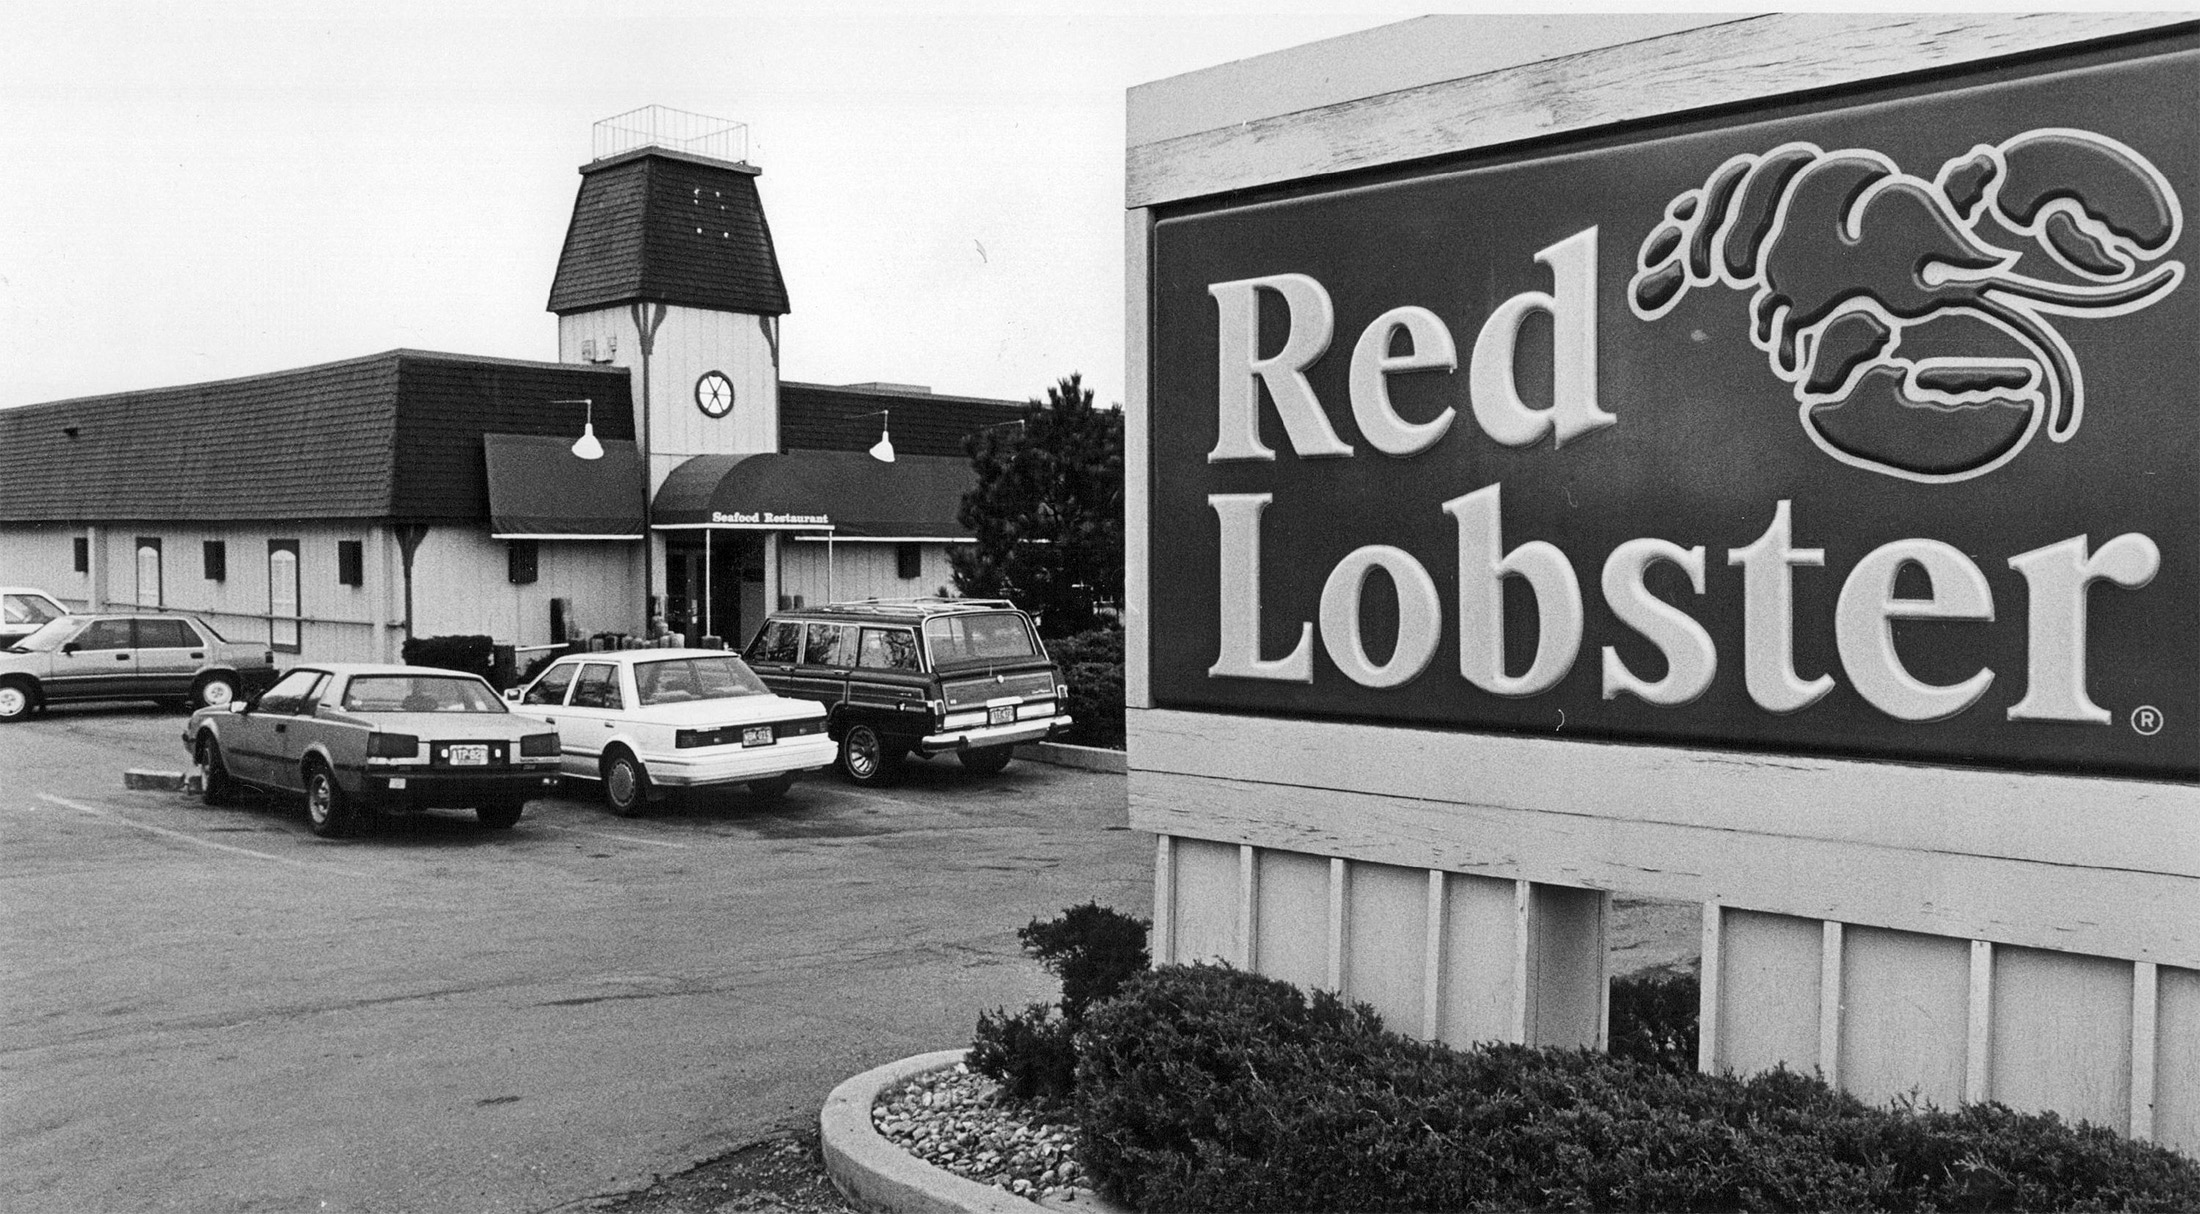 Red
Lobster®
Seafood Restaurant